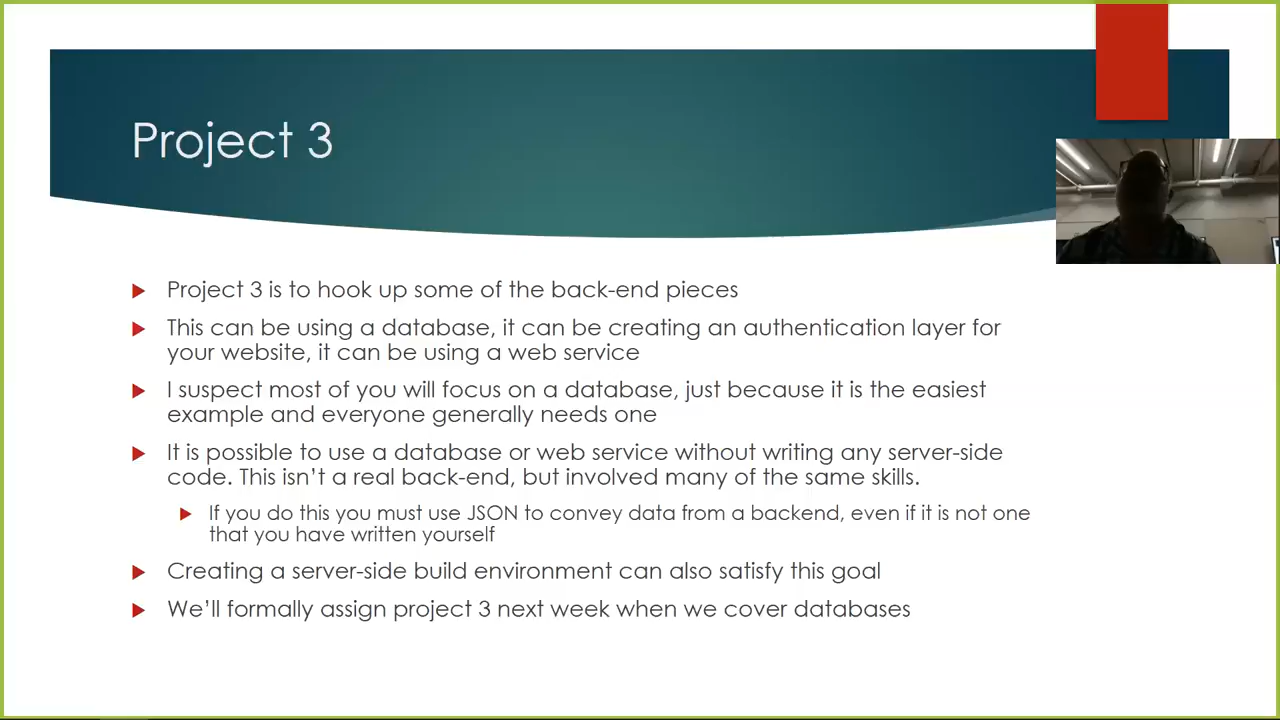 Project 3
Project 3 is to hook up some of the back-end pieces
This can be using a database, it can be creating an authentication layer for
your website, it can be using a web service
I suspect most of you will focus on a database, just because it is the easiest
example and everyone generally needs one
It is possible to use a database or web service without writing any server-side
code. This isn’t a real back-end, but involved many of the same skills.
If you do this you must use JSON to convey data from a backend, even if it is not one
that you have written yourself
Creating a server-side build environment can also satisfy this goal
We’ll formally assign project 3 next week when we cover databases